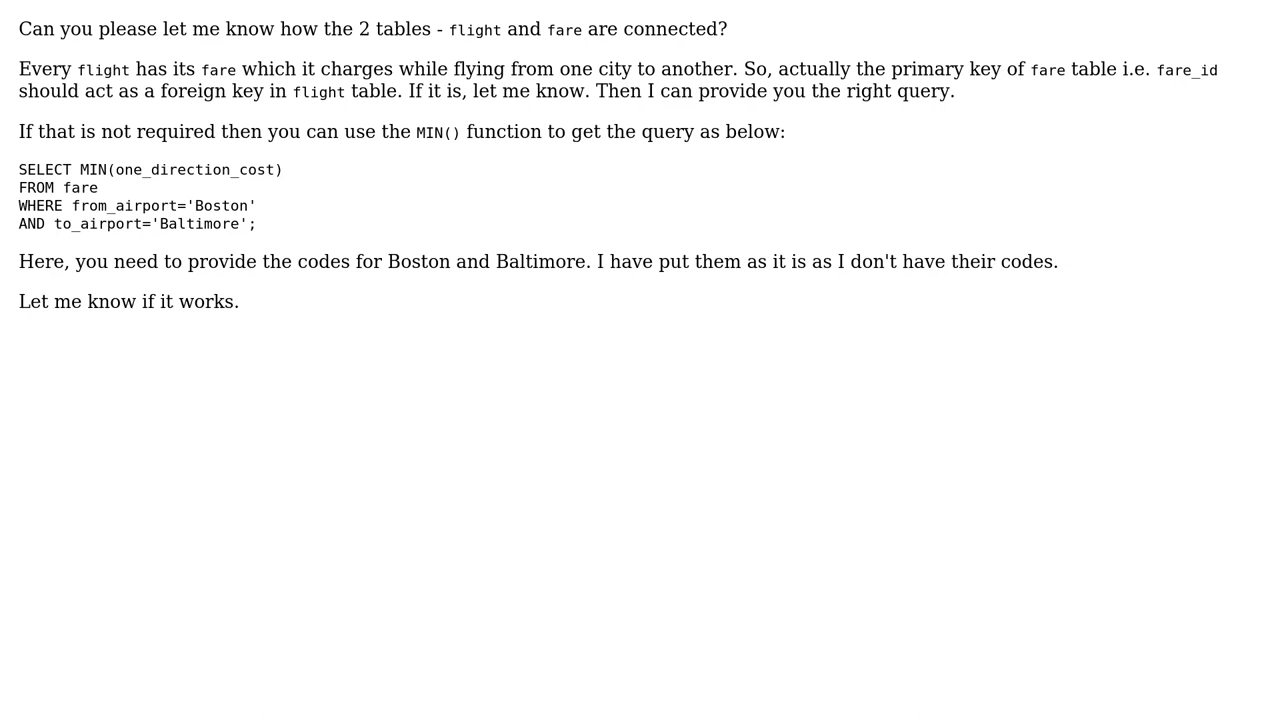 Can you please let me know how the 2 tables - flight and fare are connected?
Every flight has its fare which it charges while flying from one city to another. So, actually the primary key of fare table i.e. fare_id
should act as a foreign key in flight table. If it is, let me know. Then I can provide you the right query.
If that is not required then you can use the MIN() function to get the query as below:
SELECT MIN(one_direction_cost)
FROM fare
WHERE from_airport='Boston'
AND to_airport='Baltimore';
Here, you need to provide the codes for Boston and Baltimore. I have put them as it is as I don't have their codes.
Let me know if it works.